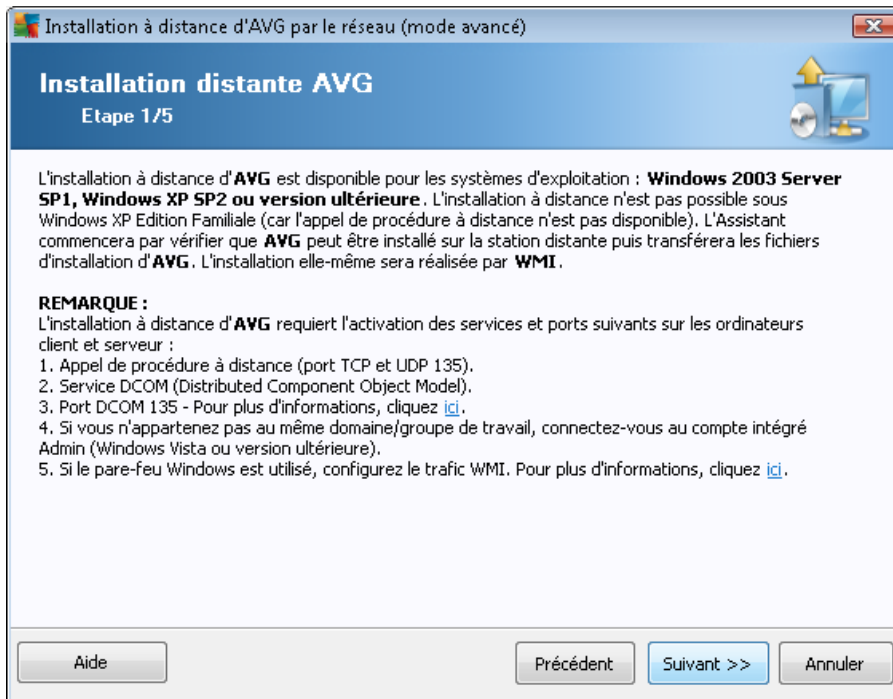 Installation à distance d'AVG par le réseau (mode avancé)
Installation distante AVG
Etape 1/5
L'installation à distance d'AVG est disponible pour les systèmes d'exploitation : Windows 2003 Server
SP1, Windows XP SP2 ou version ultérieure. L'installation à distance n'est pas possible sous
Windows XP Edition Familiale (car l'appel de procédure à distance n'est pas disponible). L'Assistant
commencera par vérifier que AVG peut être installé sur la station distante puis transférera les fichiers
d'installation d'AVG. L'installation elle-même sera réalisée par WMI.
REMARQUE :
L'installation à distance d'AVG requiert l'activation des services et ports suivants sur les ordinateurs
client et serveur :
1. Appel de procédure à distance (port TCP et UDP 135).
2. Service DCOM (Distributed Component Object Model).
3. Port DCOM 135 - Pour plus d'informations, cliquez ici.
4. Si vous n'appartenez pas au même domaine/groupe de travail, connectez-vous au compte intégré
Admin (Windows Vista ou version ultérieure).
5. Si le pare-feu Windows est utilisé, configurez le trafic WMI. Pour plus d'informations, cliquez ici.
Aide
Précédent
Suivant >>
Annuler